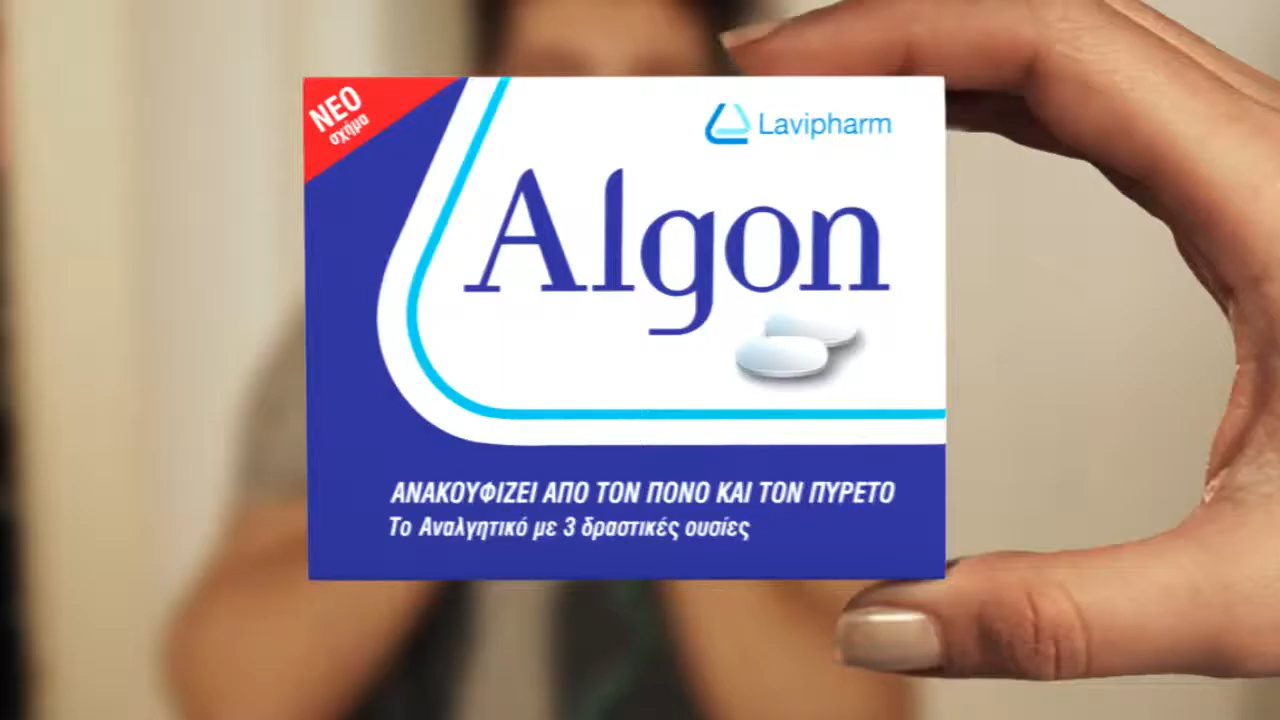 ΝΕΟ
σχήμα
Lavipharm
Algon
ΑΝΑΚΟΥΦΙΖΕΙ ΑΠΟ ΤΟΝ ΠΟΝΟ ΚΑΙ ΤΟΝ ΠΥΡΕΤΟ
Το Αναλγητικό με 3 δραστικές ουσίες